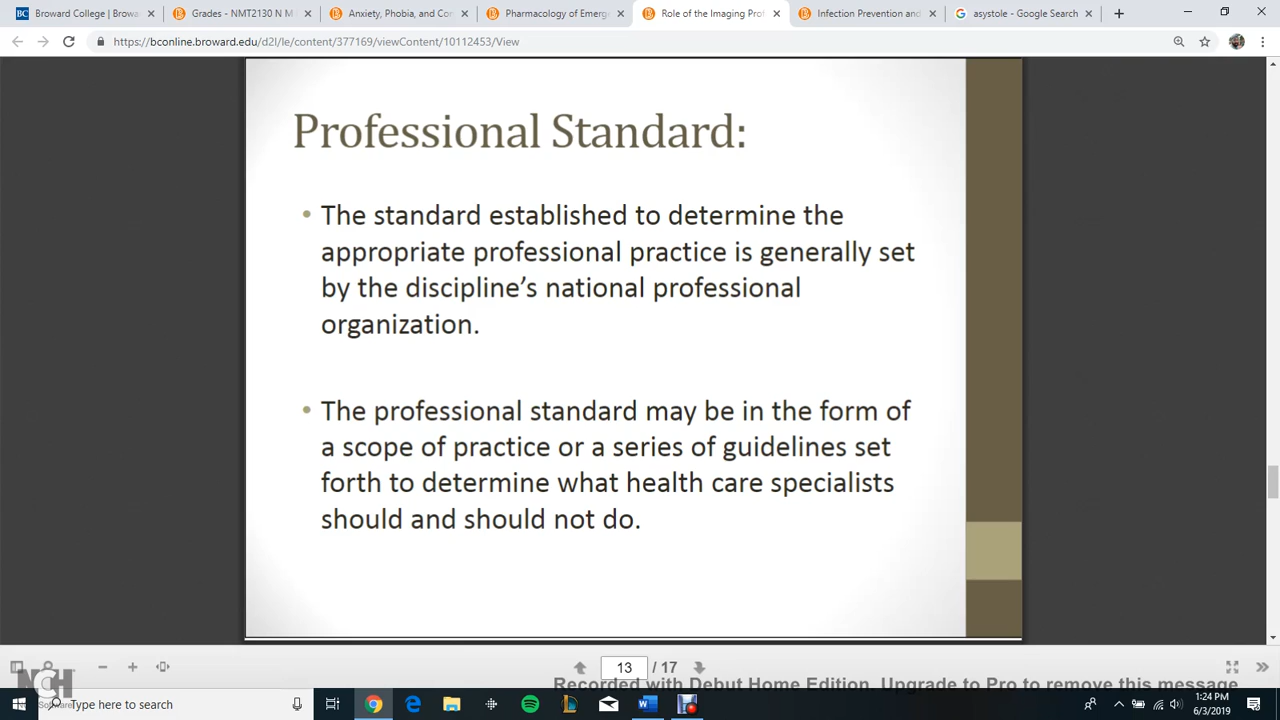 Broward College | Browa
Grades - NMT2130 N M
Anxiety, Phobia, and Con
Pharmacology of Emerge
Role of the Imaging Prof
Infection Prevention and
asystole - Google Search
https://bconline.broward.edu/d2l/le/content/377169/viewContent/10112453/View
Professional Standard:
• The standard established to determine the
appropriate professional practice is generally set
by the discipline’s national professional
organization.
• The professional standard may be in the form of
a scope of practice or a series of guidelines set
forth to determine what health care specialists
should and should not do.
13 / 17
NCH
Software
Recorded with Debut Home Edition. Upgrade to Pro to remove this message
Type here to search
1:24 PM
6/3/2019